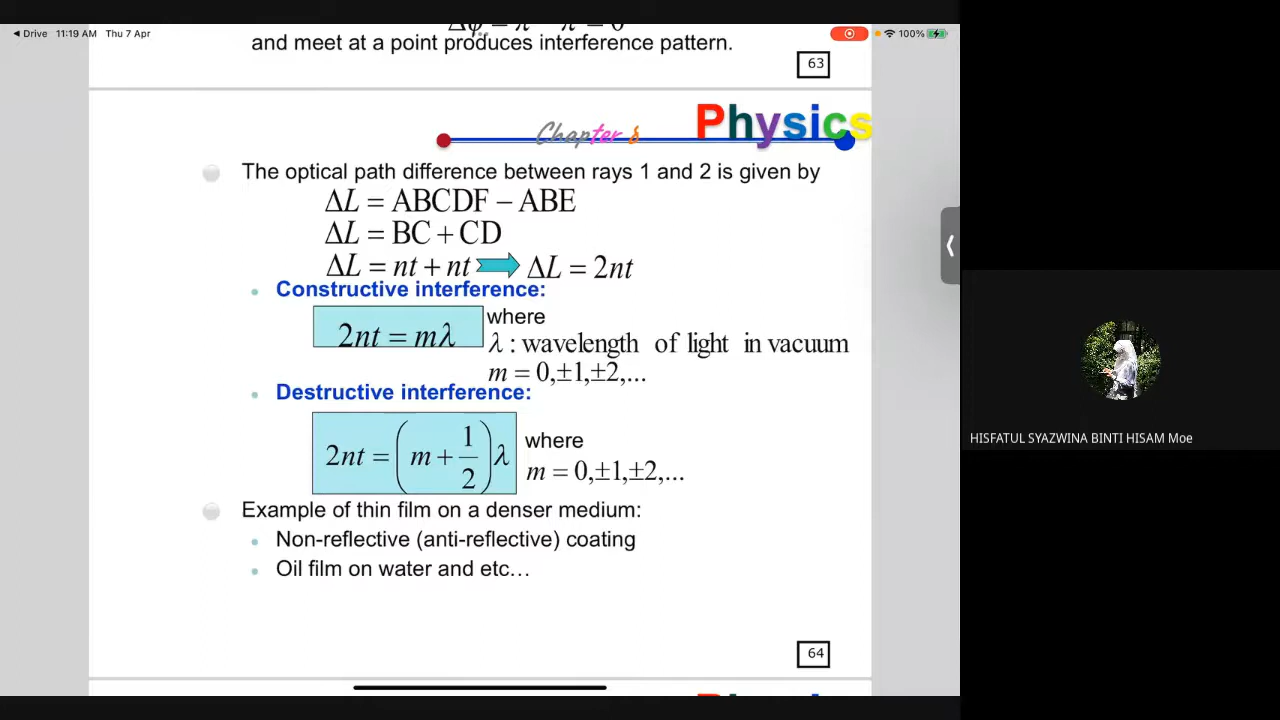 Drive 11:19 AM Thu 7 Apr 100%
and meet at a point produces interference pattern.
63
Chapter 8 Physics
The optical path difference between rays 1 and 2 is given by
ΔL = ABCDF − ABE
ΔL = BC + CD
ΔL = nt + nt ΔL = 2nt
Constructive interference:
2nt = mλ where
λ : wavelength of light in vacuum
m = 0,±1,±2,...
Destructive interference:
2nt = (m + 1/2)λ where
m = 0,±1,±2,...
Example of thin film on a denser medium:
Non-reflective (anti-reflective) coating
Oil film on water and etc…
64
HISFATUL SYAZWINA BINTI HISAM Moe